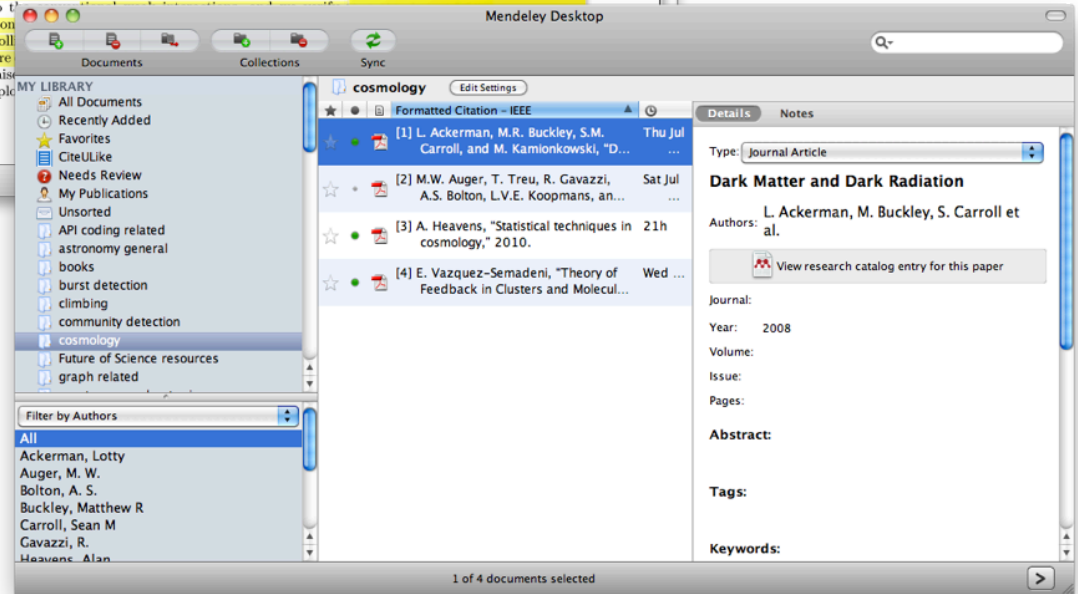 Mendeley Desktop
Documents
Collections
Sync
MY LIBRARY
All Documents
Recently Added
Favorites
CiteULike
Needs Review
My Publications
Unsorted
API coding related
astronomy general
books
burst detection
climbing
community detection
cosmology
Future of Science resources
graph related
Filter by Authors
All
Ackerman, Lotty
Auger, M. W.
Bolton, A. S.
Buckley, Matthew R
Carroll, Sean M
Gavazzi, R.
Heavens, Alan
cosmology
Edit Settings
Formatted Citation - IEEE
[1] L. Ackerman, M.R. Buckley, S.M. Thu Jul
Carroll, and M. Kamionkowski, "D... ...
[2] M.W. Auger, T. Treu, R. Gavazzi, Sat Jul
A.S. Bolton, L.V.E. Koopmans, an... ...
[3] A. Heavens, "Statistical techniques in 21h
cosmology," 2010.
[4] E. Vazquez-Semadeni, "Theory of Wed ...
Feedback in Clusters and Molecul...
Details Notes
Type: Journal Article
Dark Matter and Dark Radiation
Authors: L. Ackerman, M. Buckley, S. Carroll et
al.
View research catalog entry for this paper
Journal:
Year: 2008
Volume:
Issue:
Pages:
Abstract:
Tags:
Keywords:
1 of 4 documents selected